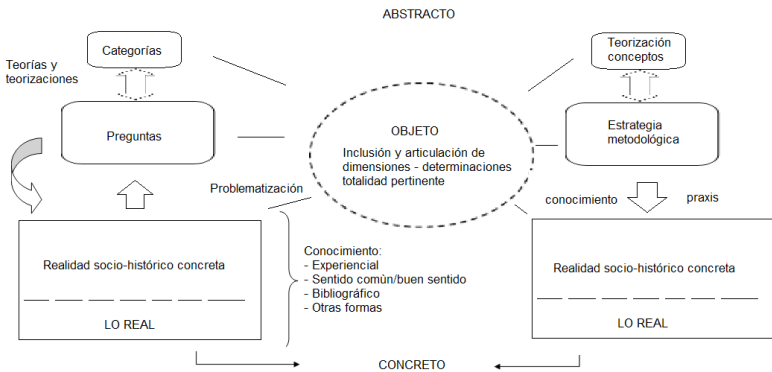 ABSTRACTO
Categorías
Teorización
conceptos
Teorías y
teorizaciones
Preguntas
OBJETO
Inclusión y articulación de
dimensiones - determinaciones
totalidad pertinente
Estrategia
metodológica
Problematización
conocimiento
praxis
Realidad socio-histórico concreta
LO REAL
Conocimiento:
- Experiencial
- Sentido común/buen sentido
- Bibliográfico
- Otras formas
Realidad socio-histórico concreta
LO REAL
CONCRETO